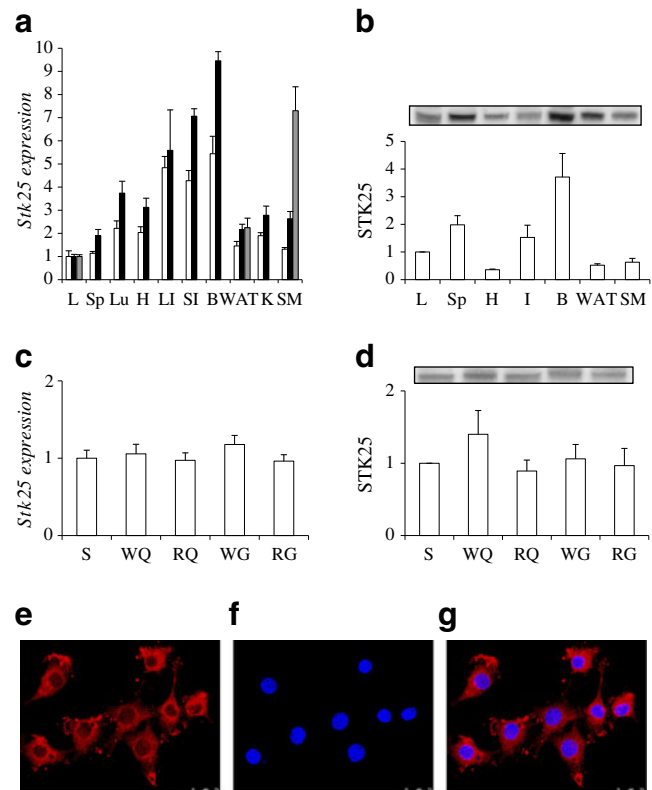 a
10
9
8
7
6
5
4
3
2
1
0
Stk25 expression
L Sp Lu H LI SI B WAT K SM
b
5
4
3
2
1
0
STK25
L Sp H I B WAT SM
c
2
1
0
Stk25 expression
S WQ RQ WG RG
d
2
1
0
STK25
S WQ RQ WG RG
e
f
g